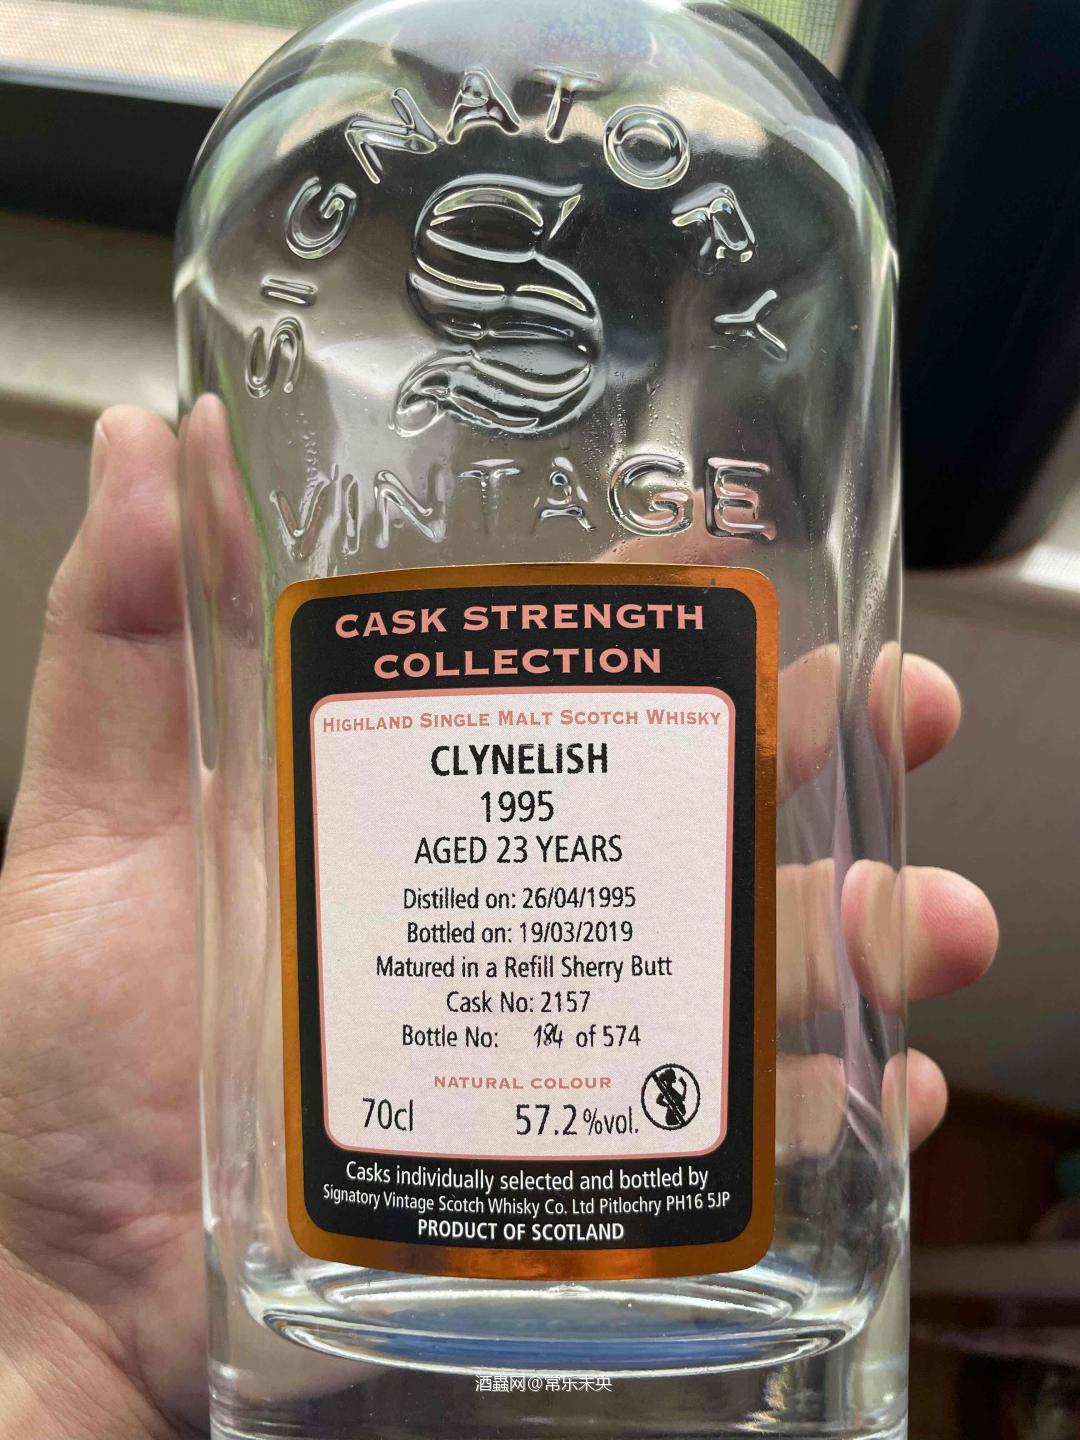 SIGNATORY
S
VINTAGE
CASK STRENGTH
COLLECTION
HIGHLAND SINGLE MALT SCOTCH WHISKY
CLYNELISH
1995
AGED 23 YEARS
Distilled on: 26/04/1995
Bottled on: 19/03/2019
Matured in a Refill Sherry Butt
Cask No: 2157
Bottle No: 184 of 574
NATURAL COLOUR
70cl 57.2%vol.
Casks individually selected and bottled by
Signatory Vintage Scotch Whisky Co. Ltd Pitlochry PH16 5JP
PRODUCT OF SCOTLAND
酒蟲网@常乐未央